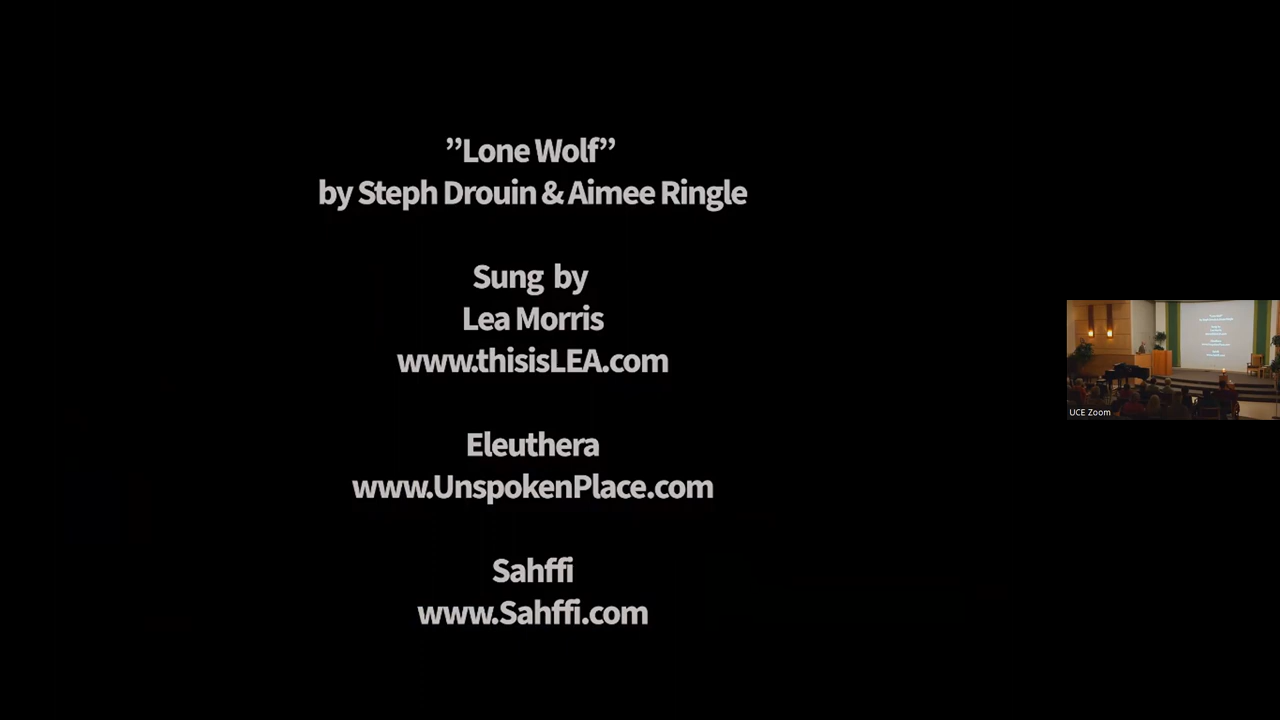 ”Lone Wolf”
by Steph Drouin & Aimee Ringle
Sung by
Lea Morris
www.thisisLEA.com
Eleuthera
www.UnspokenPlace.com
Sahffi
www.Sahffi.com
UCE Zoom